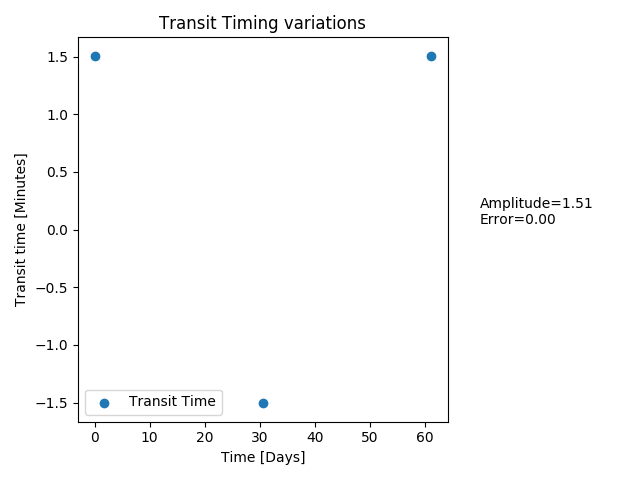 Transit Timing variations
Transit time [Minutes]
1.5
1.0
0.5
0.0
−0.5
−1.0
−1.5
Amplitude=1.51
Error=0.00
Transit Time
0 10 20 30 40 50 60
Time [Days]